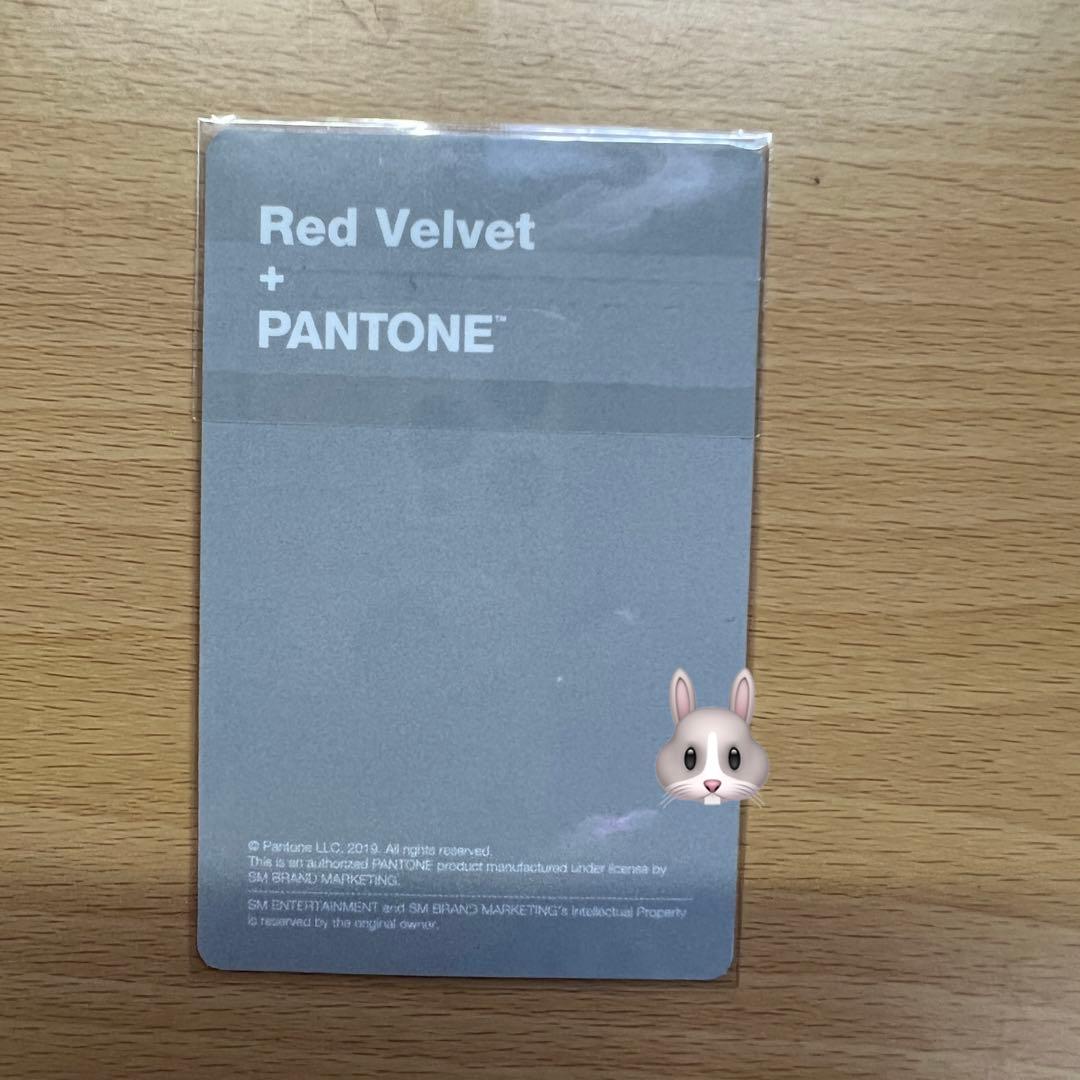 Red Velvet
+
PANTONE™
© Pantone LLC, 2019. All rights reserved.
This is an authorized PANTONE product manufactured under license by
SM BRAND MARKETING.
SM ENTERTAINMENT and SM BRAND MARKETING's Intellectual Property
is reserved by the original owner.